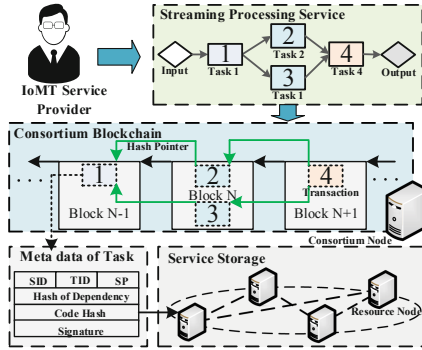 Streaming Processing Service
1
2
3
4
Input
Task 1
Task 2
Task 1
Task 4
Output
IoMT Service
Provider
Consortium Blockchain
Hash Pointer
1
2
3
4
Transaction
Block N-1
Block N
Block N+1
Consortium Node
Meta data of Task
SID TID SP
Hash of Dependency
Code Hash
Signature
Service Storage
Resource Node